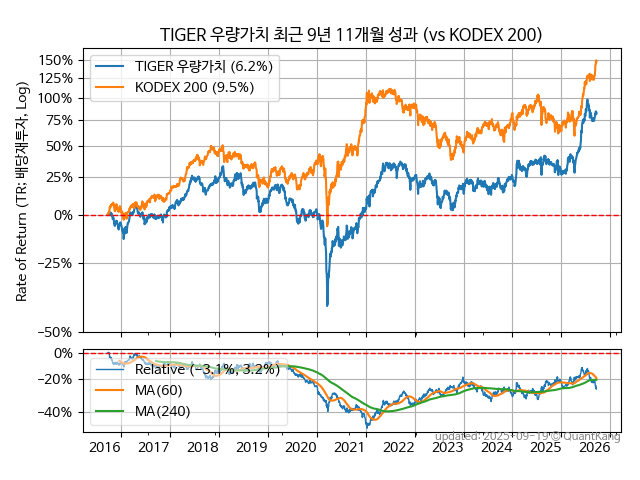 TIGER 우량가치 최근 9년 11개월 성과 (vs KODEX 200)
Rate of Return (TR: 배당재투자, Log)
150%
125%
100%
75%
50%
25%
0%
−25%
−50%
TIGER 우량가치 (6.2%)
KODEX 200 (9.5%)
0%
−20%
−40%
Relative (−3.1%, 3.2%)
MA(60)
MA(240)
updated: 2025-09-19 © QuantKang
2016 2017 2018 2019 2020 2021 2022 2023 2024 2025 2026